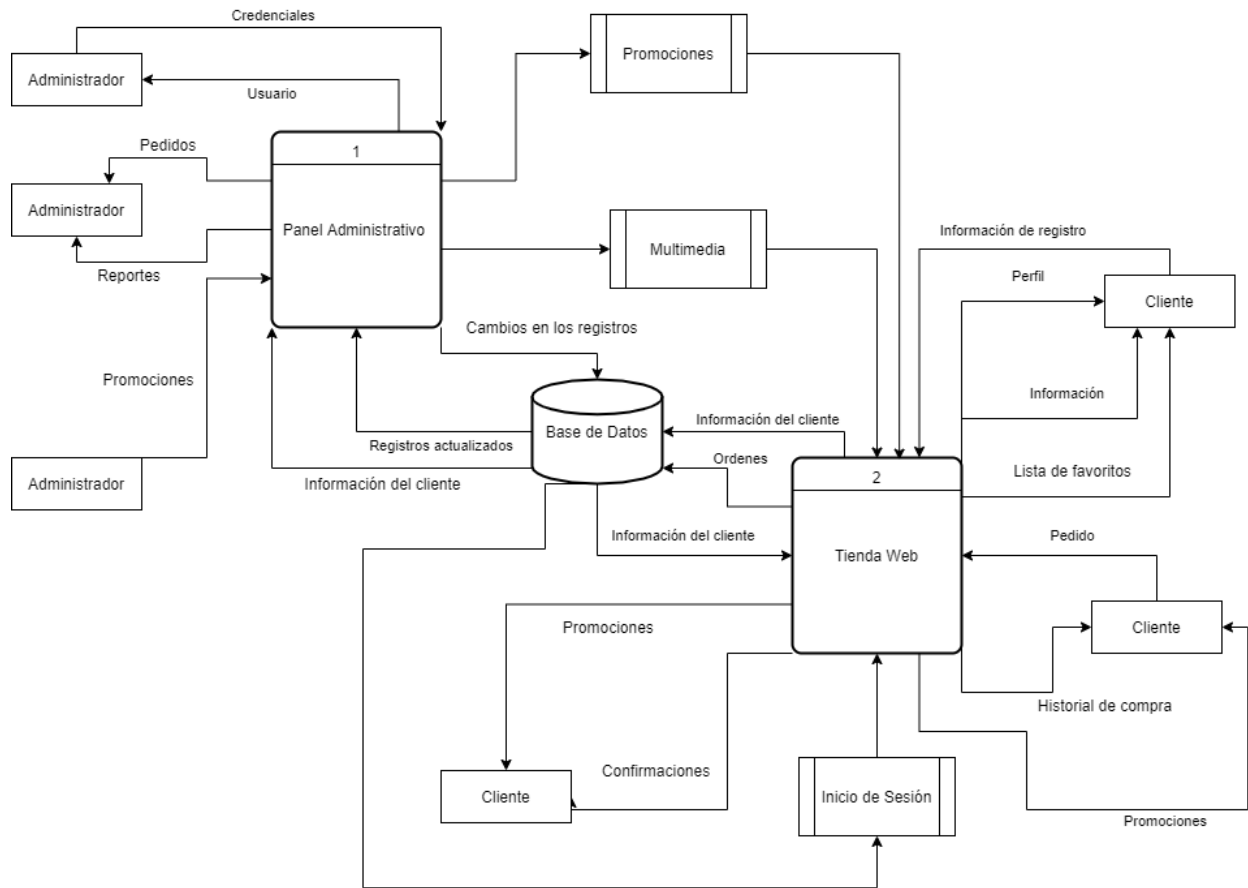 Credenciales
Promociones
Administrador
Usuario
Pedidos
1
Administrador
Panel Administrativo
Multimedia
Información de registro
Reportes
Perfil
Cliente
Cambios en los registros
Promociones
Información
Información del cliente
Base de Datos
Registros actualizados
Ordenes
Lista de favoritos
Administrador
Información del cliente
2
Información del cliente
Tienda Web
Pedido
Promociones
Cliente
Historial de compra
Confirmaciones
Cliente
Inicio de Sesión
Promociones